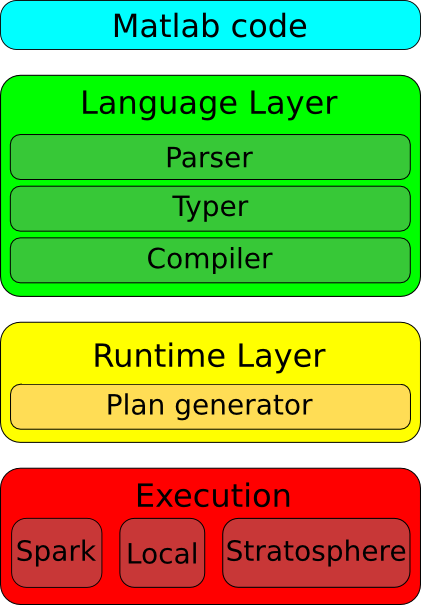 Matlab code
Language Layer
Parser
Typer
Compiler
Runtime Layer
Plan generator
Execution
Spark Local Stratosphere